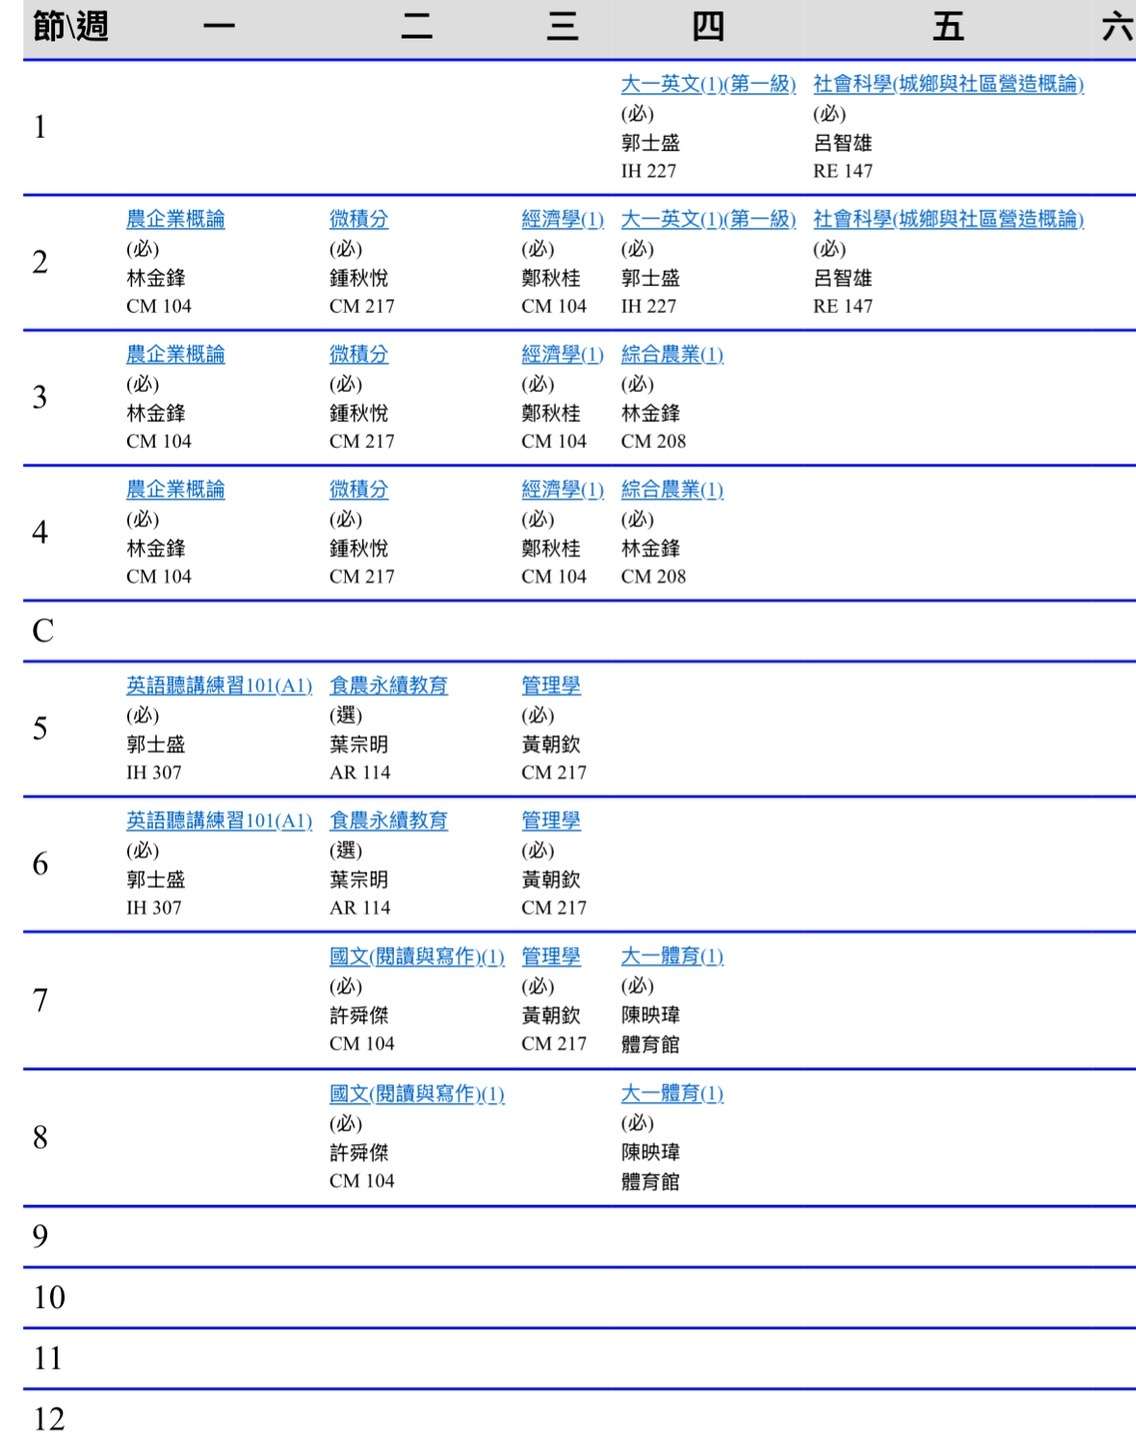 節\週 一 二 三 四 五 六
1
大一英文(1)(第一級) 社會科學(城鄉與社區營造概論)
(必) (必)
郭士盛 呂智雄
IH 227 RE 147
2
農企業概論 微積分 經濟學(1) 大一英文(1)(第一級) 社會科學(城鄉與社區營造概論)
(必) (必) (必) (必) (必)
林金鋒 鍾秋悅 鄭秋桂 郭士盛 呂智雄
CM 104 CM 217 CM 104 IH 227 RE 147
3
農企業概論 微積分 經濟學(1) 綜合農業(1)
(必) (必) (必) (必)
林金鋒 鍾秋悅 鄭秋桂 林金鋒
CM 104 CM 217 CM 104 CM 208
4
農企業概論 微積分 經濟學(1) 綜合農業(1)
(必) (必) (必) (必)
林金鋒 鍾秋悅 鄭秋桂 林金鋒
CM 104 CM 217 CM 104 CM 208
C
5
英語聽講練習101(A1) 食農永續教育 管理學
(必) (選) (必)
郭士盛 葉宗明 黃朝欽
IH 307 AR 114 CM 217
6
英語聽講練習101(A1) 食農永續教育 管理學
(必) (選) (必)
郭士盛 葉宗明 黃朝欽
IH 307 AR 114 CM 217
7
國文(閱讀與寫作)(1) 管理學 大一體育(1)
(必) (必) (必)
許舜傑 黃朝欽 陳映瑋
CM 104 CM 217 體育館
8
國文(閱讀與寫作)(1) 大一體育(1)
(必) (必)
許舜傑 陳映瑋
CM 104 體育館
9
10
11
12